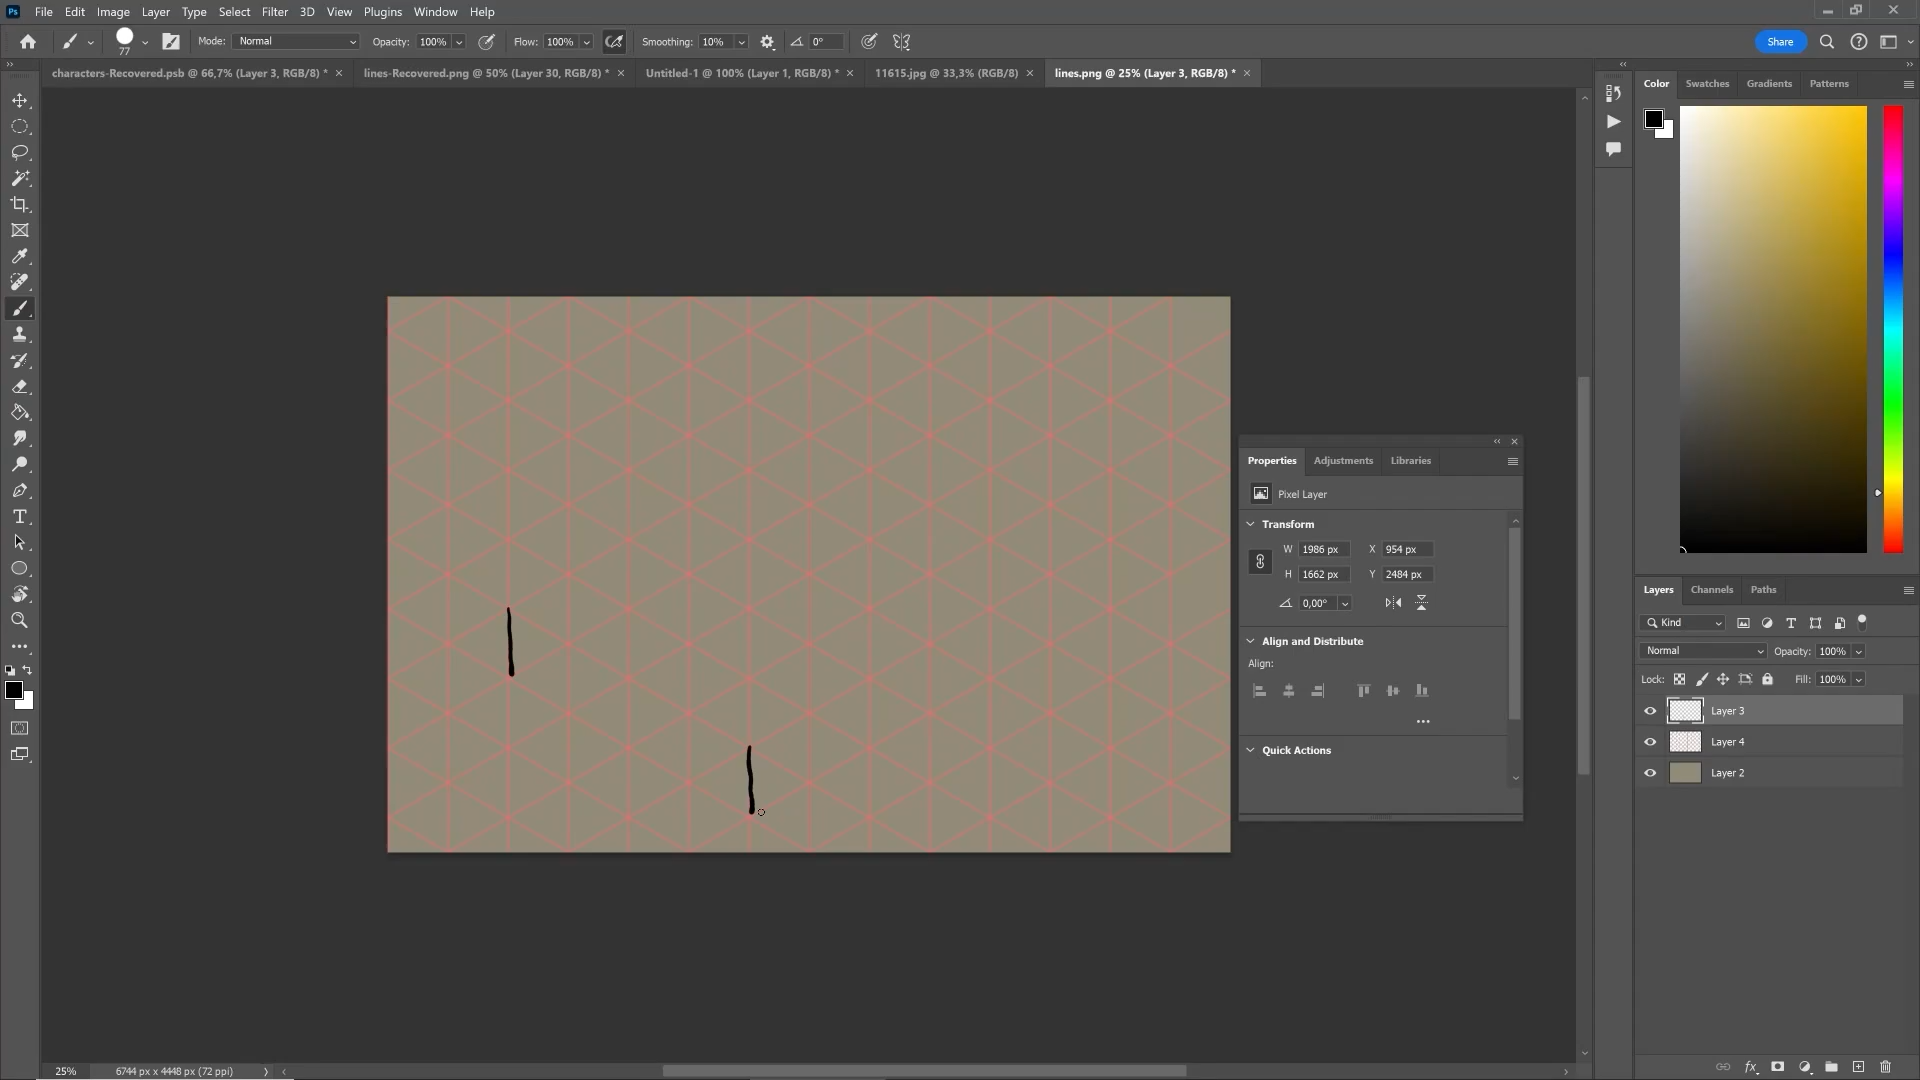 Ps File Edit Image Layer Type Select Filter 3D View Plugins Window Help
77 Mode: Normal Opacity: 100% Flow: 100% Smoothing: 10% 0° Share
characters-Recovered.psb @ 66,7% (Layer 3, RGB/8) * lines-Recovered.png @ 50% (Layer 30, RGB/8) * Untitled-1 @ 100% (Layer 1, RGB/8) * 11615.jpg @ 33,3% (RGB/8) lines.png @ 25% (Layer 3, RGB/8) *
Color Swatches Gradients Patterns
Properties Adjustments Libraries
Pixel Layer
Transform
W 1986 px X 954 px
H 1662 px Y 2484 px
0,00°
Align and Distribute
Align:
Quick Actions
Layers Channels Paths
Kind
Normal Opacity: 100%
Lock: Fill: 100%
Layer 3
Layer 4
Layer 2
fx
25% 6744 px x 4448 px (72 ppi)